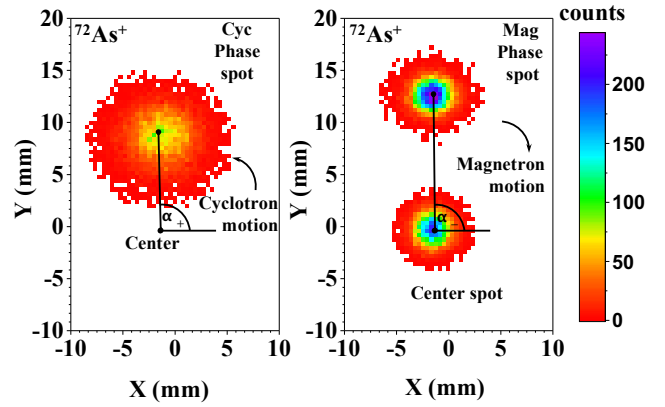 counts
72As+
Cyc
Phase
spot
Cyclotron
motion
α+
Center
Y (mm)
20
15
10
5
0
-5
-10
-10
-5
0
5
10
X (mm)
72As+
Mag
Phase
spot
Magnetron
motion
α−
Center spot
Y (mm)
20
15
10
5
0
-5
-10
-10
-5
0
5
10
X (mm)
200
150
100
50
0